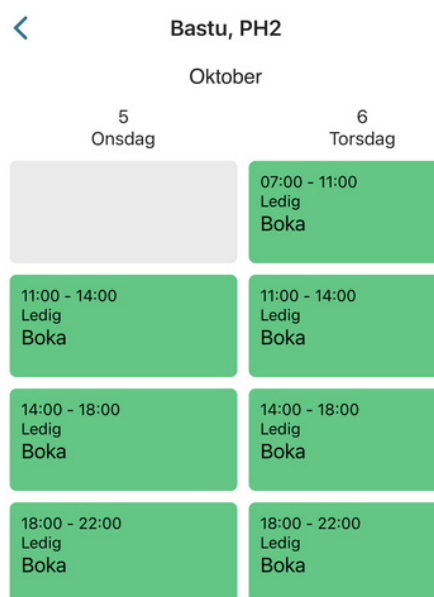 Bastu, PH2
Oktober
5
Onsdag
6
Torsdag
07:00 - 11:00
Ledig
Boka
11:00 - 14:00
Ledig
Boka
11:00 - 14:00
Ledig
Boka
14:00 - 18:00
Ledig
Boka
14:00 - 18:00
Ledig
Boka
18:00 - 22:00
Ledig
Boka
18:00 - 22:00
Ledig
Boka